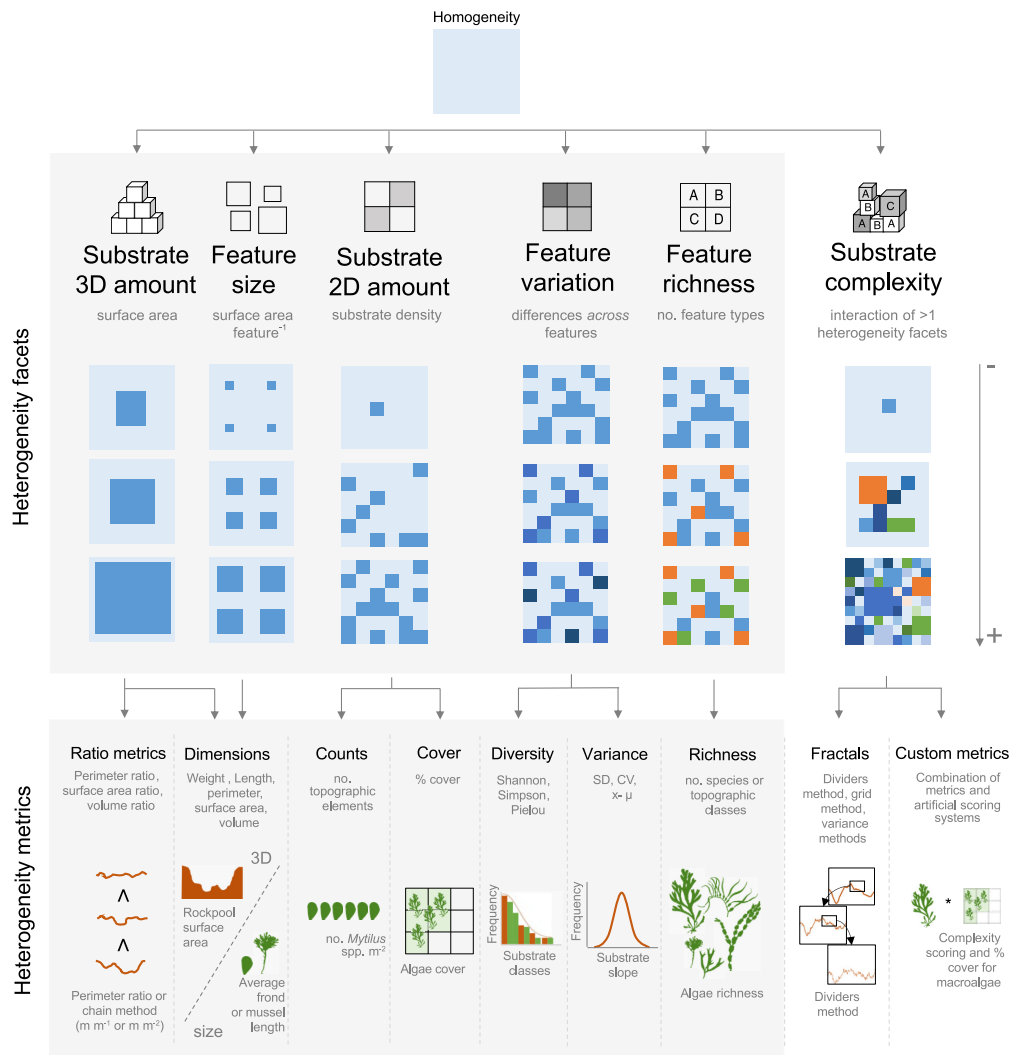 Homogeneity
A
B
C
A
B
A
A B
C D
Substrate
3D amount
surface area
Feature
size
surface area
feature⁻¹
Substrate
2D amount
substrate density
Feature
variation
differences across
features
Feature
richness
no. feature types
Substrate
complexity
interaction of >1
heterogeneity facets
Heterogeneity facets
-
+
Heterogeneity metrics
Ratio metrics
Perimeter ratio,
surface area ratio,
volume ratio
<
<
Perimeter ratio or
chain method
(m m⁻¹ or m m⁻²)
Dimensions
Weight , Length,
perimeter,
surface area,
volume
3D
Rockpool
surface
area
Average
frond
or mussel
length
size
Counts
no.
topographic
elements
no. Mytilus
spp. m⁻²
Cover
% cover
Algae cover
Diversity
Shannon,
Simpson,
Pielou
Frequency
Substrate
classes
Variance
SD, CV,
x- μ
Frequency
Substrate
slope
Richness
no. species or
topographic
classes
Algae richness
Fractals
Dividers
method, grid
method,
variance
methods
Dividers
method
Custom metrics
Combination of
metrics and
artificial scoring
systems
*
Complexity
scoring and %
cover for
macroalgae